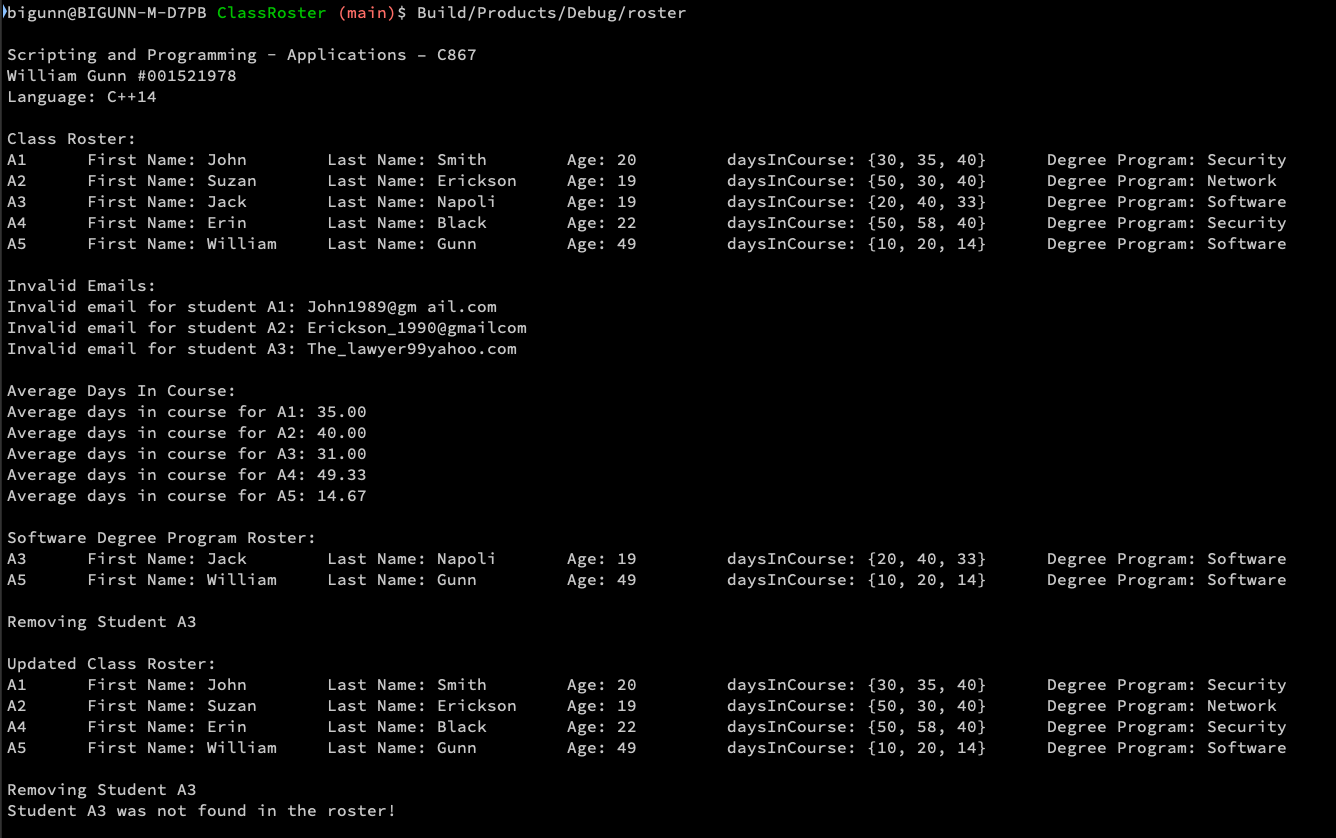 bigunn@BIGUNN-M-D7PB ClassRoster (main)$ Build/Products/Debug/roster

Scripting and Programming - Applications – C867
William Gunn #001521978
Language: C++14

Class Roster:
A1      First Name: John        Last Name: Smith        Age: 20         daysInCourse: {30, 35, 40}      Degree Program: Security
A2      First Name: Suzan       Last Name: Erickson     Age: 19         daysInCourse: {50, 30, 40}      Degree Program: Network
A3      First Name: Jack        Last Name: Napoli       Age: 19         daysInCourse: {20, 40, 33}      Degree Program: Software
A4      First Name: Erin        Last Name: Black        Age: 22         daysInCourse: {50, 58, 40}      Degree Program: Security
A5      First Name: William     Last Name: Gunn         Age: 49         daysInCourse: {10, 20, 14}      Degree Program: Software

Invalid Emails:
Invalid email for student A1: John1989@gm ail.com
Invalid email for student A2: Erickson_1990@gmailcom
Invalid email for student A3: The_lawyer99yahoo.com

Average Days In Course:
Average days in course for A1: 35.00
Average days in course for A2: 40.00
Average days in course for A3: 31.00
Average days in course for A4: 49.33
Average days in course for A5: 14.67

Software Degree Program Roster:
A3      First Name: Jack        Last Name: Napoli       Age: 19         daysInCourse: {20, 40, 33}      Degree Program: Software
A5      First Name: William     Last Name: Gunn         Age: 49         daysInCourse: {10, 20, 14}      Degree Program: Software

Removing Student A3

Updated Class Roster:
A1      First Name: John        Last Name: Smith        Age: 20         daysInCourse: {30, 35, 40}      Degree Program: Security
A2      First Name: Suzan       Last Name: Erickson     Age: 19         daysInCourse: {50, 30, 40}      Degree Program: Network
A4      First Name: Erin        Last Name: Black        Age: 22         daysInCourse: {50, 58, 40}      Degree Program: Security
A5      First Name: William     Last Name: Gunn         Age: 49         daysInCourse: {10, 20, 14}      Degree Program: Software

Removing Student A3
Student A3 was not found in the roster!